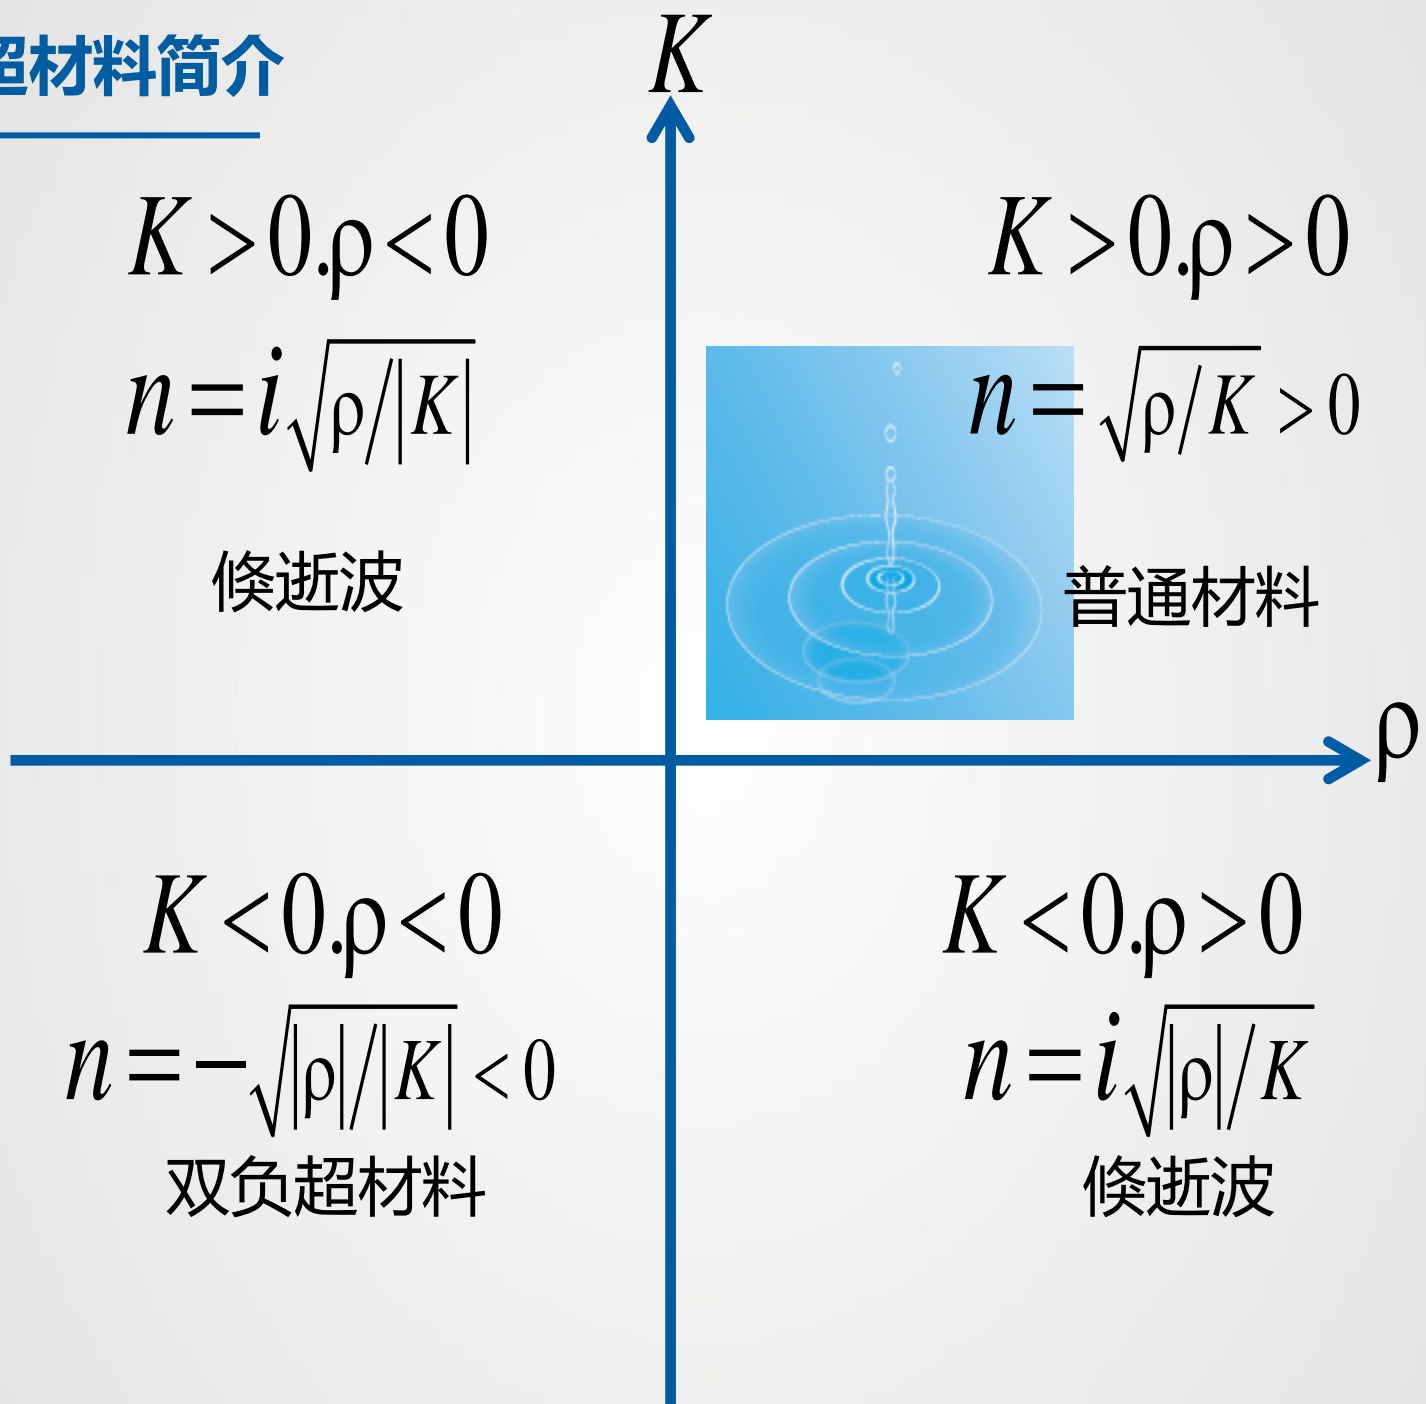 超材料简介
K
K>0.ρ<0
n=i√ρ/|K|
倏逝波
K>0.ρ>0
n=√ρ/K>0
普通材料
ρ
K<0.ρ<0
n=-√|ρ|/|K|<0
双负超材料
K<0.ρ>0
n=i√|ρ|/K
倏逝波